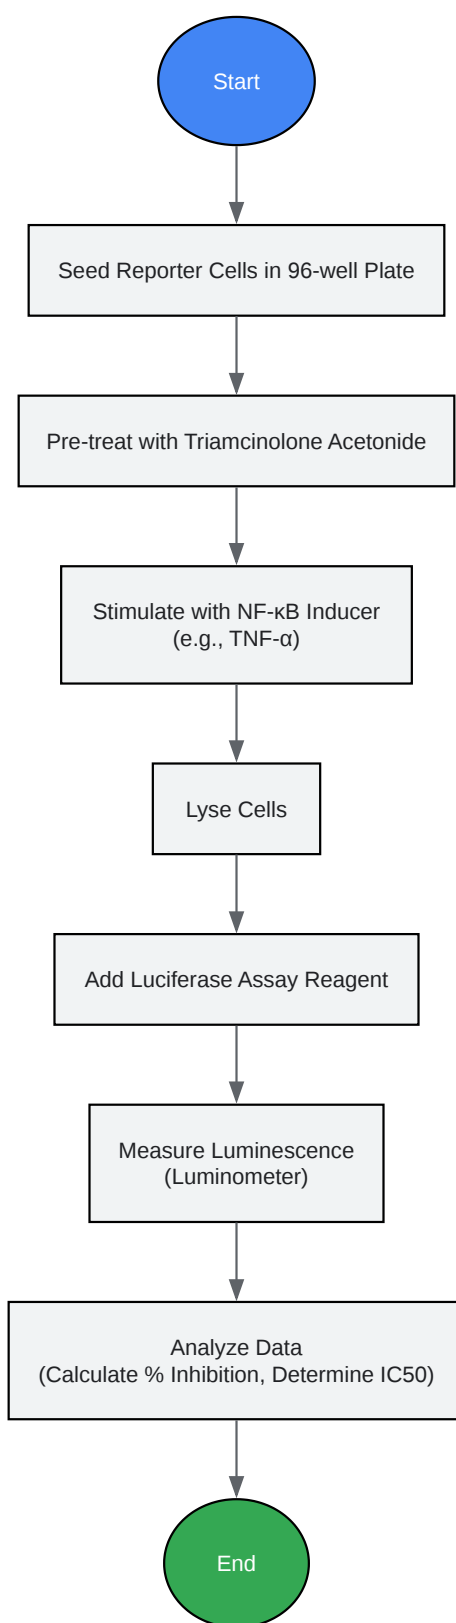 Start
Seed Reporter Cells in 96-well Plate
Pre-treat with Triamcinolone Acetonide
Stimulate with NF-κB Inducer
(e.g., TNF-α)
Lyse Cells
Add Luciferase Assay Reagent
Measure Luminescence
(Luminometer)
Analyze Data
(Calculate % Inhibition, Determine IC50)
End